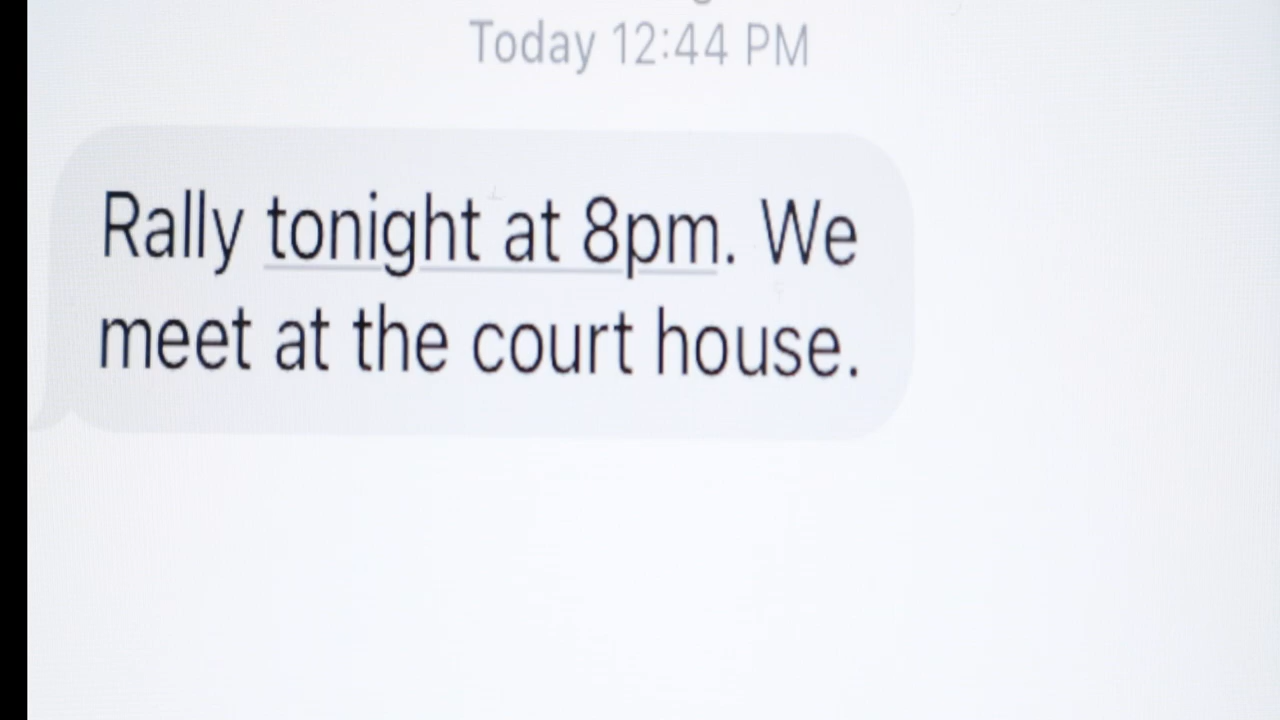 Today 12:44 PM
Rally tonight at 8pm. We
meet at the court house.